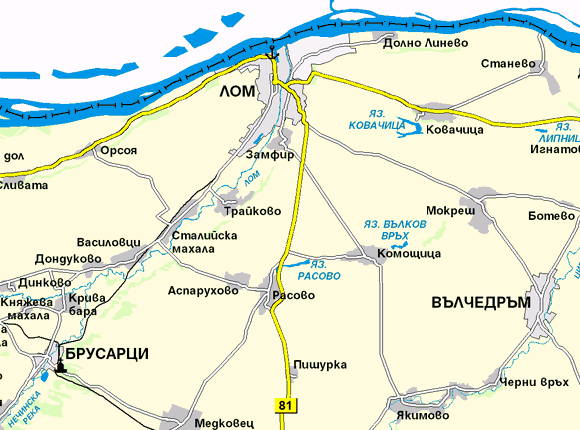 Долно Линево
Станево
ЛОМ
ЯЗ.
КОВАЧИЦА
Ковачица
ЯЗ.
ЛИПНИЦ
Игнатов
дол
Орсоя
Замфир
Сливата
ЛОМ
Трайково
Мокреш
Ботево
ЯЗ. ВЪЛКОВ
ВРЪХ
Василовци
Сталийска
махала
Дондуково
Комощица
ЯЗ.
РАСОВО
Динково
Аспарухово
Расово
Княжева
махала
Крива
бара
ВЪЛЧЕДРЪМ
БРУСАРЦИ
Пишурка
Черни връх
НЕЧИНСКА
РЕКА
81
Медковец
Якимово